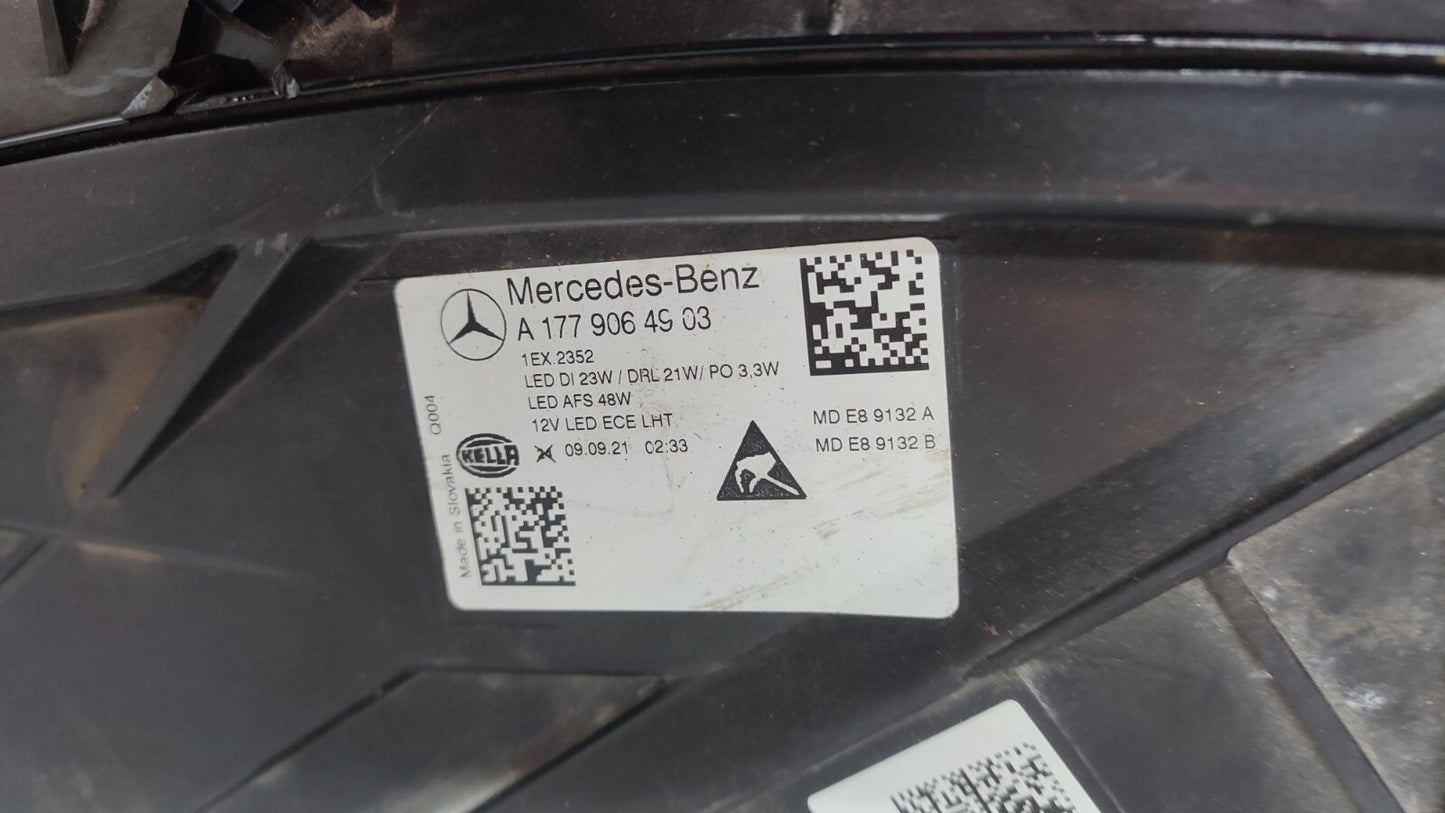 Mercedes-Benz
A 177 906 49 03
1EX.2352
LED DI 23W / DRL 21W/ PO 3,3W
LED AFS 48W
12V LED ECE LHT
HELLA
09.09.21 02:33
MD E8 9132 A
MD E8 9132 B
Made in Slovakia Q004